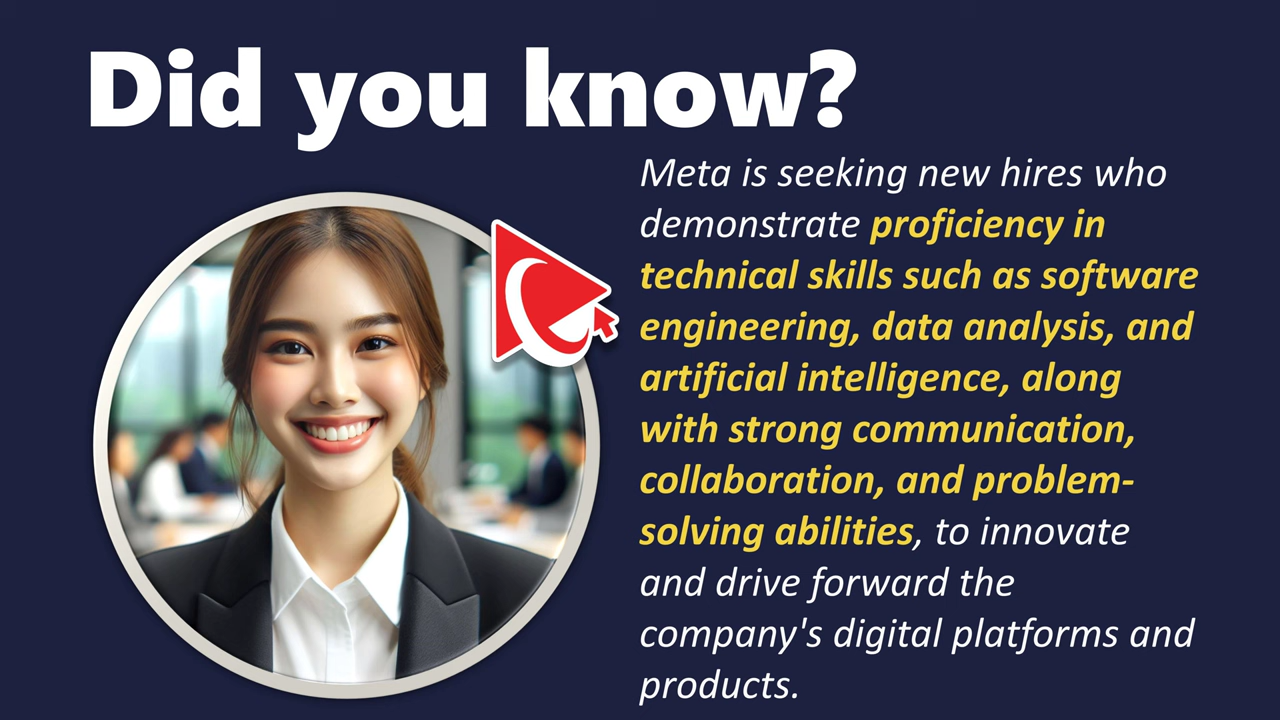 Did you know?
Meta is seeking new hires who
demonstrate proficiency in
technical skills such as software
engineering, data analysis, and
artificial intelligence, along
with strong communication,
collaboration, and problem-
solving abilities, to innovate
and drive forward the
company's digital platforms and
products.